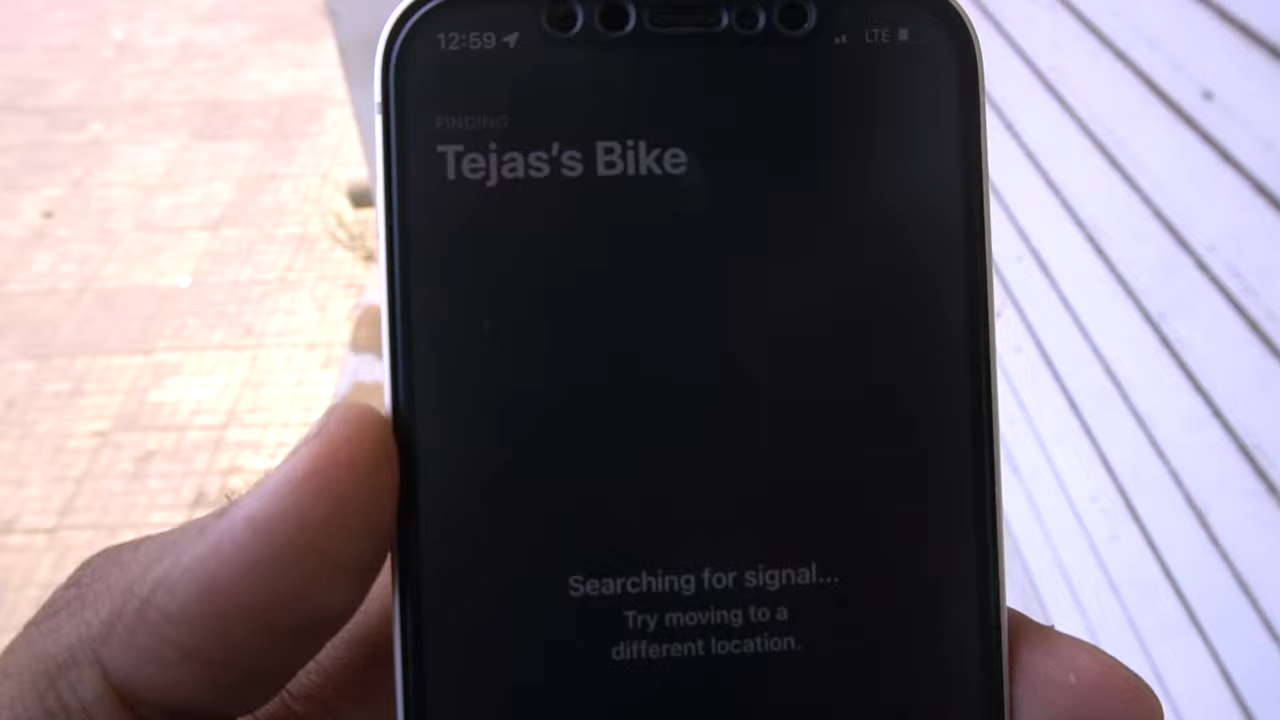 12:59
LTE
FINDING
Tejas's Bike
Searching for signal...
Try moving to a
different location.